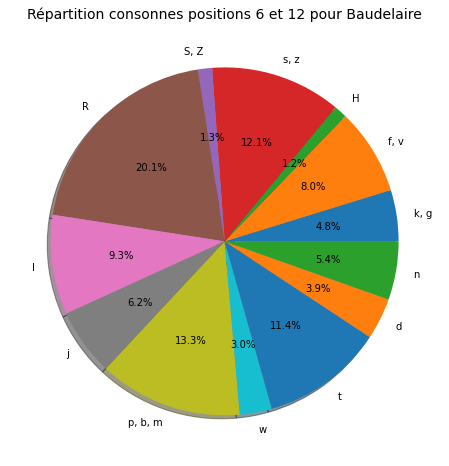 Répartition consonnes positions 6 et 12 pour Baudelaire
S, Z
s, z
R
H
f, v
1.3%
12.1%
1.2%
20.1%
8.0%
k, g
4.8%
l
9.3%
5.4%
n
6.2%
3.9%
d
11.4%
13.3%
3.0%
j
t
p, b, m
w